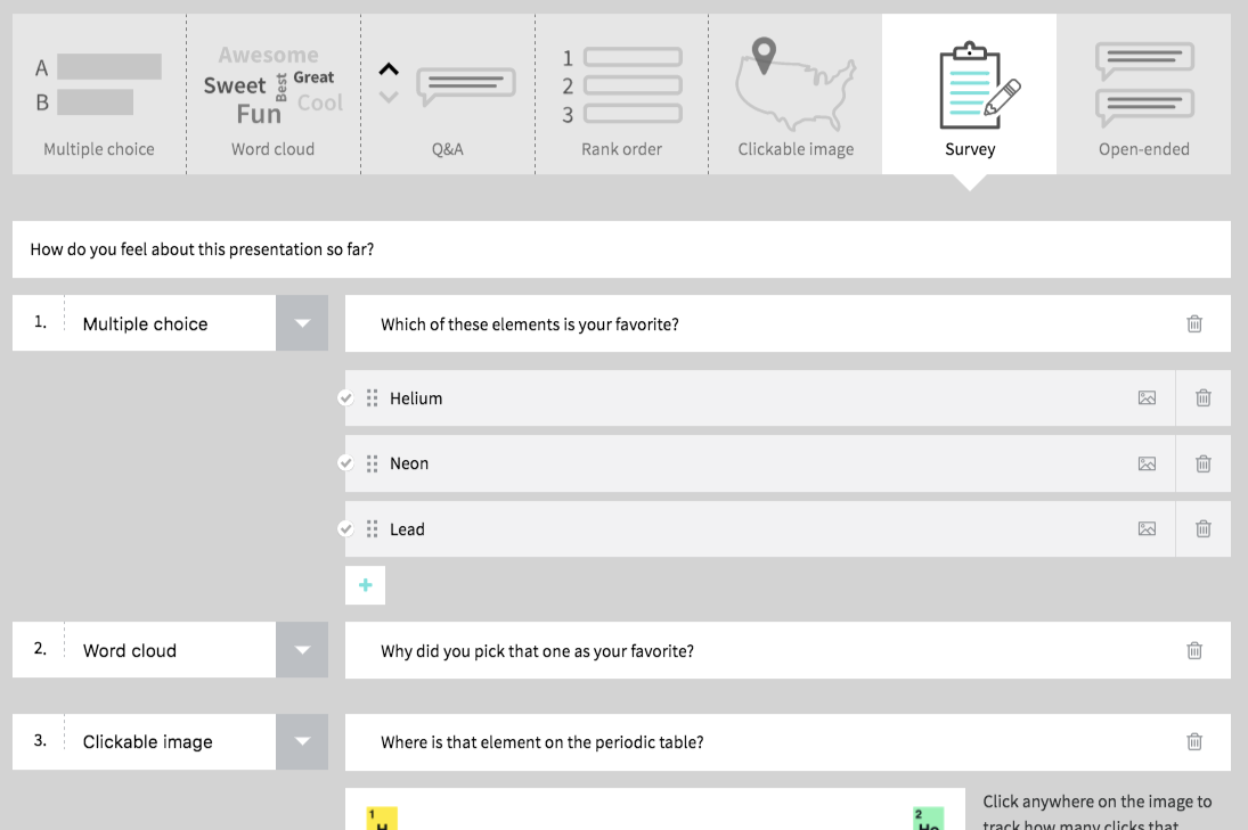 A
B
Multiple choice
Awesome
Sweet Best Great
Fun Cool
Word cloud
Q&A
1
2
3
Rank order
Clickable image
Survey
Open-ended
How do you feel about this presentation so far?
1. Multiple choice
Which of these elements is your favorite?
Helium
Neon
Lead
+
2. Word cloud
Why did you pick that one as your favorite?
3. Clickable image
Where is that element on the periodic table?
1
H
2
He
Click anywhere on the image to
track how many clicks that